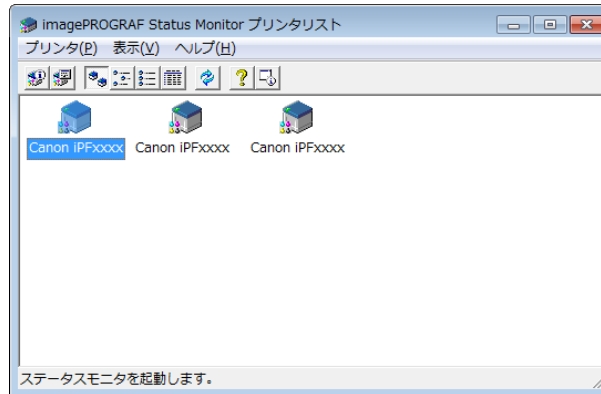 imagePROGRAF Status Monitor プリンタリスト
プリンタ(P) 表示(V) ヘルプ(H)
Canon iPFxxxx Canon iPFxxxx Canon iPFxxxx
ステータスモニタを起動します。